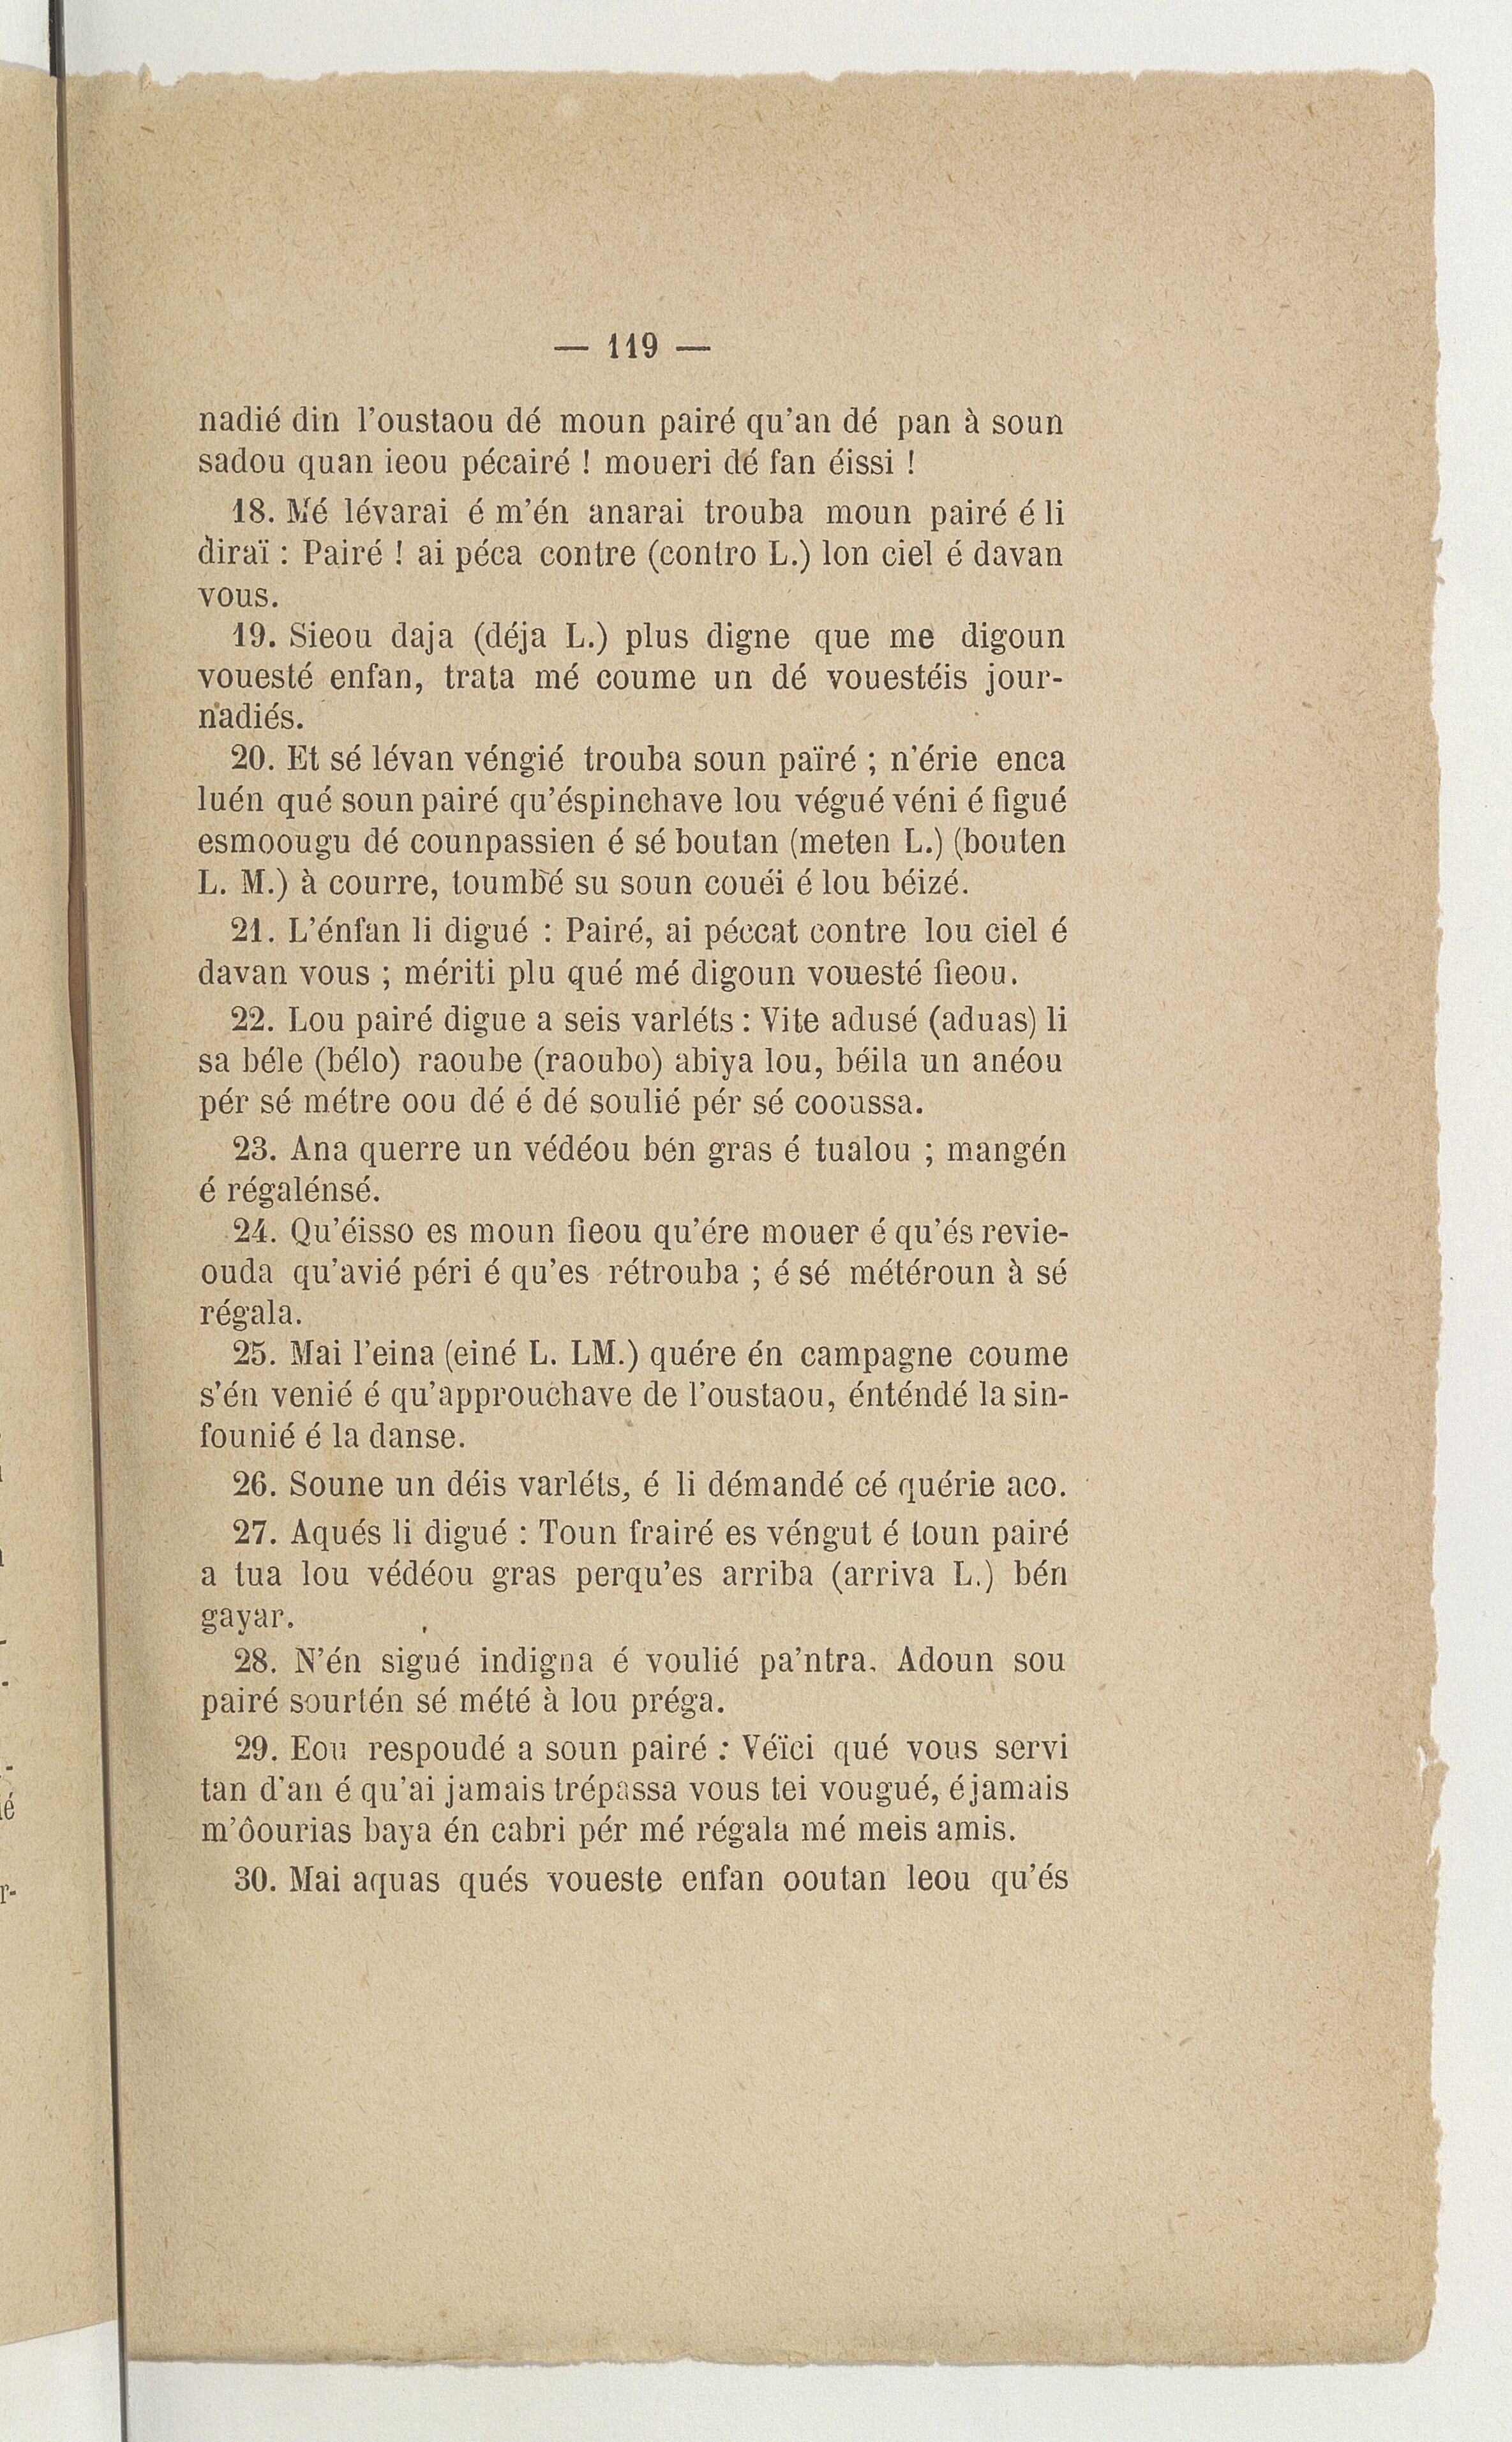 — 119 —
nadié din l'oustaou dé moun pairé qu'an dé pan à soun
sadou quan ieou pécairé ! moueri dé fan éissi !
18. Mé lévarai é m'én anarai trouba moun pairé é li
diraï : Pairé ! ai péca contre (contro L.) lon ciel é davan
vous.
19. Sieou daja (déja L.) plus digne que me digoun
vouesté enfan, trata mé coume un dé vouestéis jour-
nadiés.
20. Et sé lévan véngié trouba soun païré ; n'érie enca
luén qué soun pairé qu'éspinchave lou végué véni é figué
esmoougu dé counpassien é sé boutan (meten L.) (bouten
L. M.) à courre, toumbé su soun couéi é lou béizé.
21. L'énfan li digué : Pairé, ai péccat contre lou ciel é
davan vous ; mériti plu qué mé digoun vouesté fieou.
22. Lou pairé digue a seis varléts : Vite adusé (aduas) li
sa béle (bélo) raoube (raoubo) abiya lou, béila un anéou
pér sé métre oou dé é dé soulié pér sé cooussa.
23. Ana querre un védéou bén gras é tualou ; mangén
é régalénsé.
24. Qu'éisso es moun fieou qu'ére mouer é qu'és revie-
ouda qu'avié péri é qu'es rétrouba ; é sé météroun à sé
régala.
25. Mai l'eina (einé L. LM.) quére én campagne coume
s'én venié é qu'approuchave de l'oustaou, énténdé la sin-
founié é la danse.
26. Soune un déis varléts, é li démandé cé quérie aco.
27. Aqués li digué : Toun frairé es véngut é toun pairé
a tua lou védéou gras perqu'es arriba (arriva L.) bén
gayar.
28. N'én sigué indigna é voulié pa'ntra. Adoun sou
pairé sourtén sé mété à lou préga.
29. Eou respoudé a soun pairé : Véïci qué vous servi
tan d'an é qu'ai jamais trépassa vous tei vougué, é jamais
m'ôourias baya én cabri pér mé régala mé meis amis.
30. Mai aquas qués voueste enfan ooutan leou qu'és